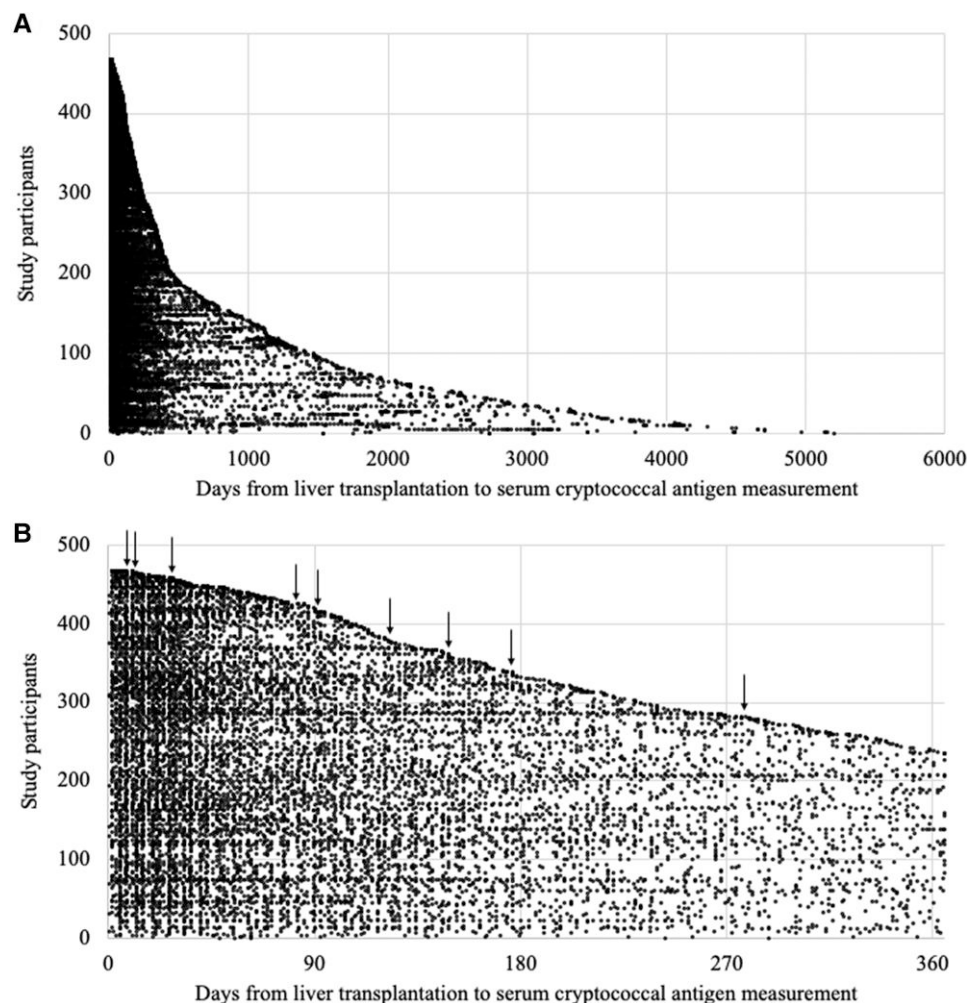 A
500
400
300
200
100
0
Study participants
0 1000 2000 3000 4000 5000 6000
Days from liver transplantation to serum cryptococcal antigen measurement
B
500
400
300
200
100
0
Study participants
0 90 180 270 360
Days from liver transplantation to serum cryptococcal antigen measurement